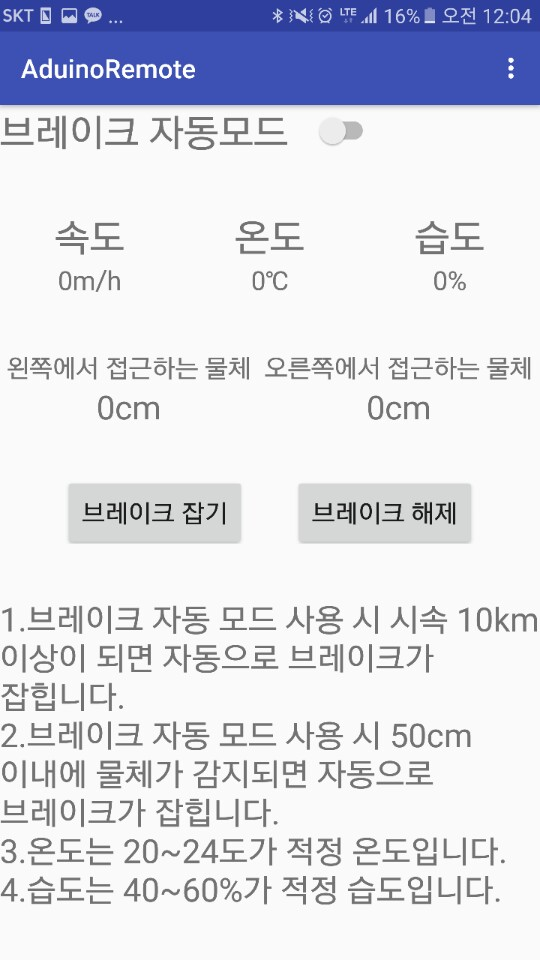 SKT ... LTE 16% 오전 12:04
AduinoRemote
브레이크 자동모드
속도 온도 습도
0m/h 0℃ 0%
왼쪽에서 접근하는 물체 오른쪽에서 접근하는 물체
0cm 0cm
브레이크 잡기 브레이크 해제
1.브레이크 자동 모드 사용 시 시속 10km
이상이 되면 자동으로 브레이크가
잡힙니다.
2.브레이크 자동 모드 사용 시 50cm
이내에 물체가 감지되면 자동으로
브레이크가 잡힙니다.
3.온도는 20~24도가 적정 온도입니다.
4.습도는 40~60%가 적정 습도입니다.